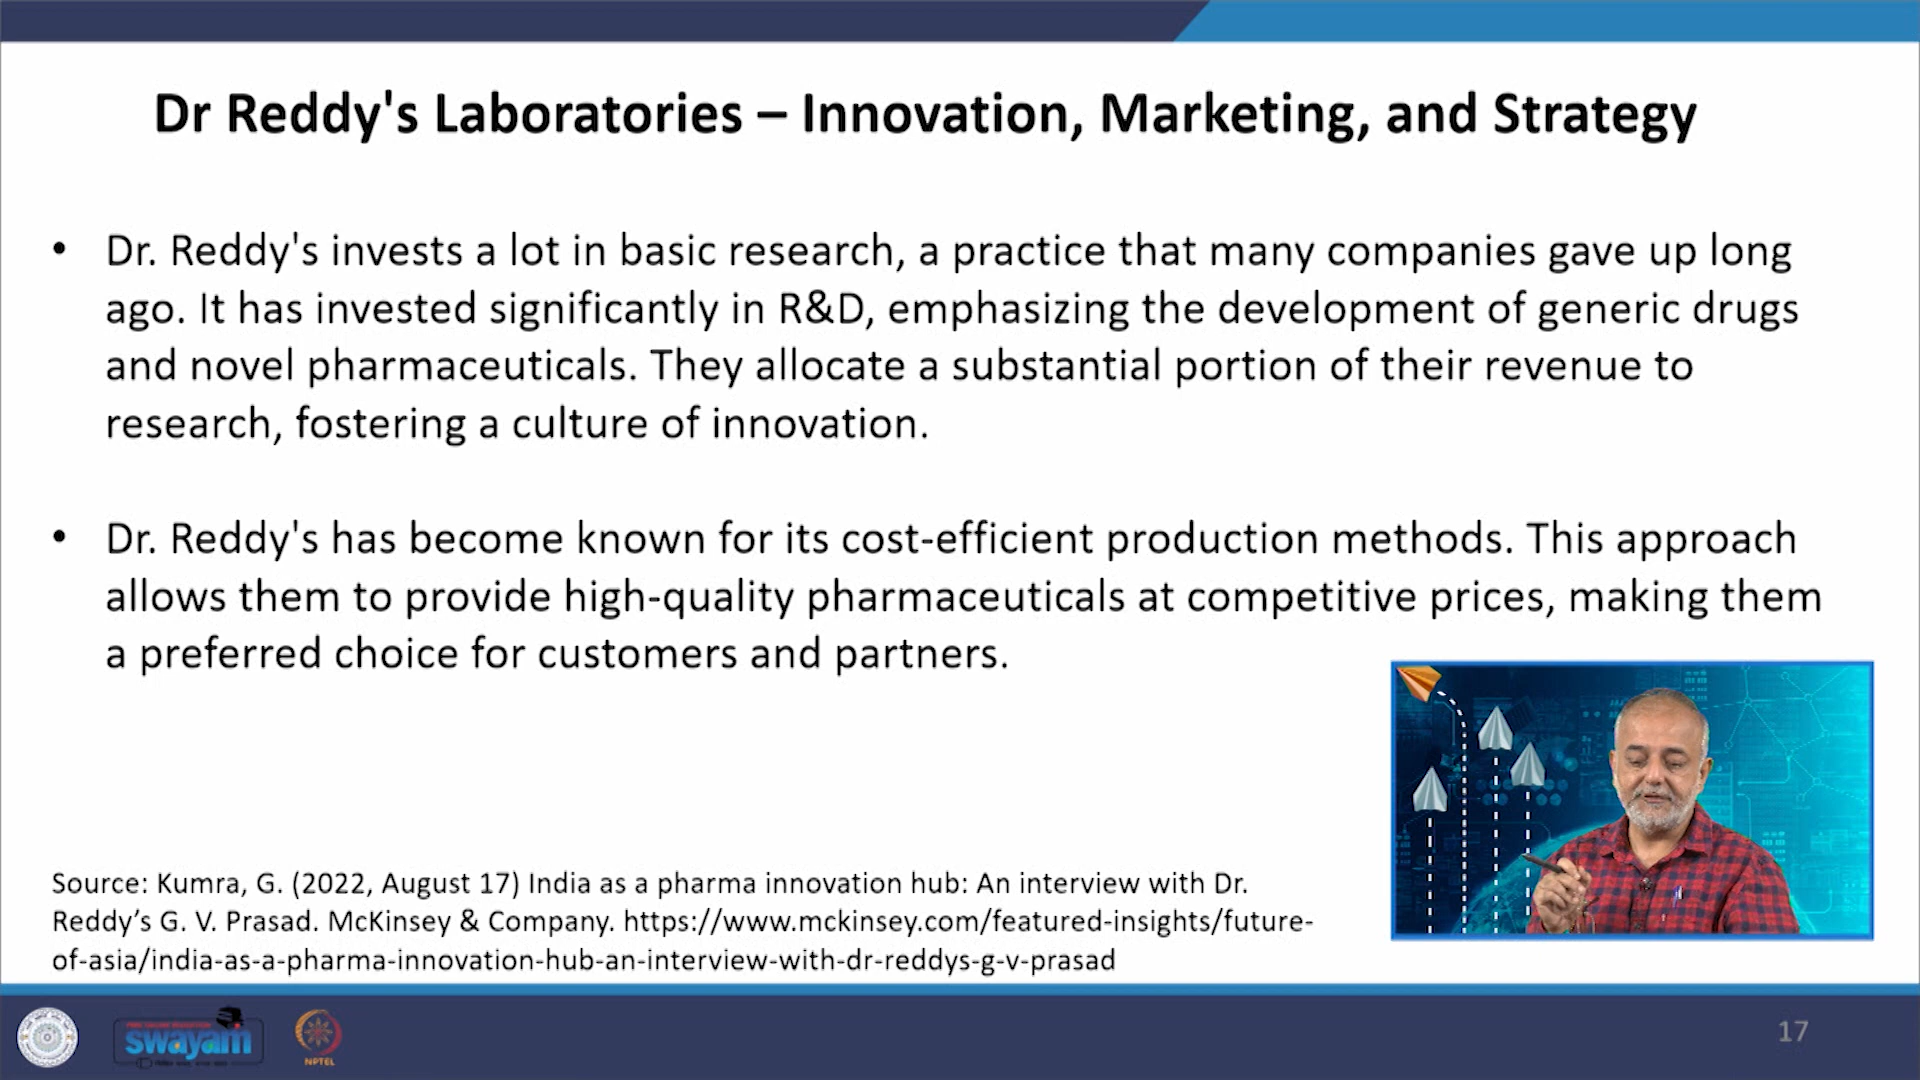 Dr Reddy's Laboratories – Innovation, Marketing, and Strategy
• Dr. Reddy's invests a lot in basic research, a practice that many companies gave up long
ago. It has invested significantly in R&D, emphasizing the development of generic drugs
and novel pharmaceuticals. They allocate a substantial portion of their revenue to
research, fostering a culture of innovation.
• Dr. Reddy's has become known for its cost-efficient production methods. This approach
allows them to provide high-quality pharmaceuticals at competitive prices, making them
a preferred choice for customers and partners.
Source: Kumra, G. (2022, August 17) India as a pharma innovation hub: An interview with Dr.
Reddy’s G. V. Prasad. McKinsey & Company. https://www.mckinsey.com/featured-insights/future-
of-asia/india-as-a-pharma-innovation-hub-an-interview-with-dr-reddys-g-v-prasad
swayam
NPTEL
17